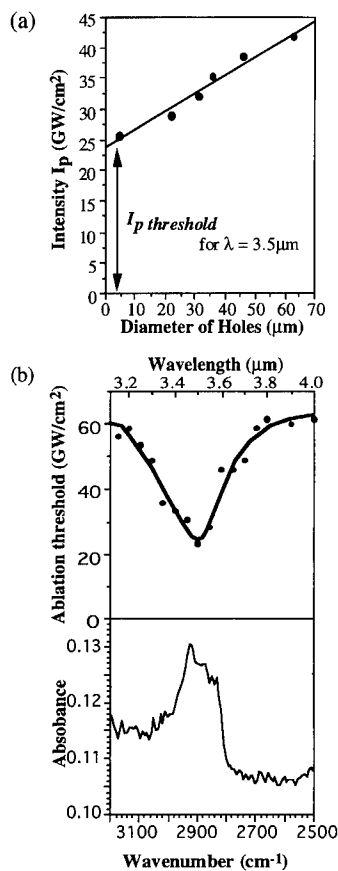 (a)
45
40
35
30
25
20
15
10
5
0
Intensity Ip (GW/cm2)
Ip threshold
for λ = 3.5μm
0 10 20 30 40 50 60 70
Diameter of Holes (μm)
(b)
Wavelength (μm)
3.2 3.4 3.6 3.8 4.0
60
40
20
0
Ablation threshold (GW/cm2)
0.13
0.12
0.11
0.10
Absobance
3100 2900 2700 2500
Wavenumber (cm-1)